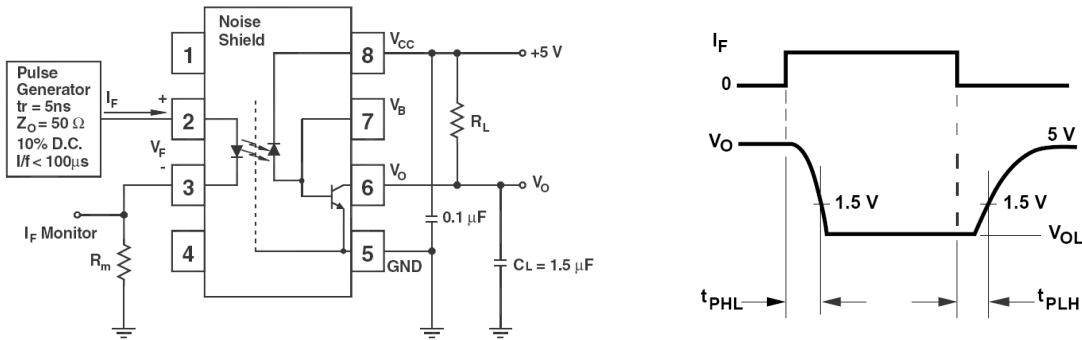 Noise
Shield
1
2
3
4
8
7
6
5
V_CC
V_B
V_O
GND
Pulse
Generator
tr = 5ns
Z_O = 50 Ω
10% D.C.
I/f < 100μs
I_F
+
V_F
-
I_F Monitor
R_m
+5 V
R_L
V_O
0.1 μF
C_L = 1.5 μF
I_F
0
V_O
5 V
1.5 V
1.5 V
V_OL
t_PHL
t_PLH